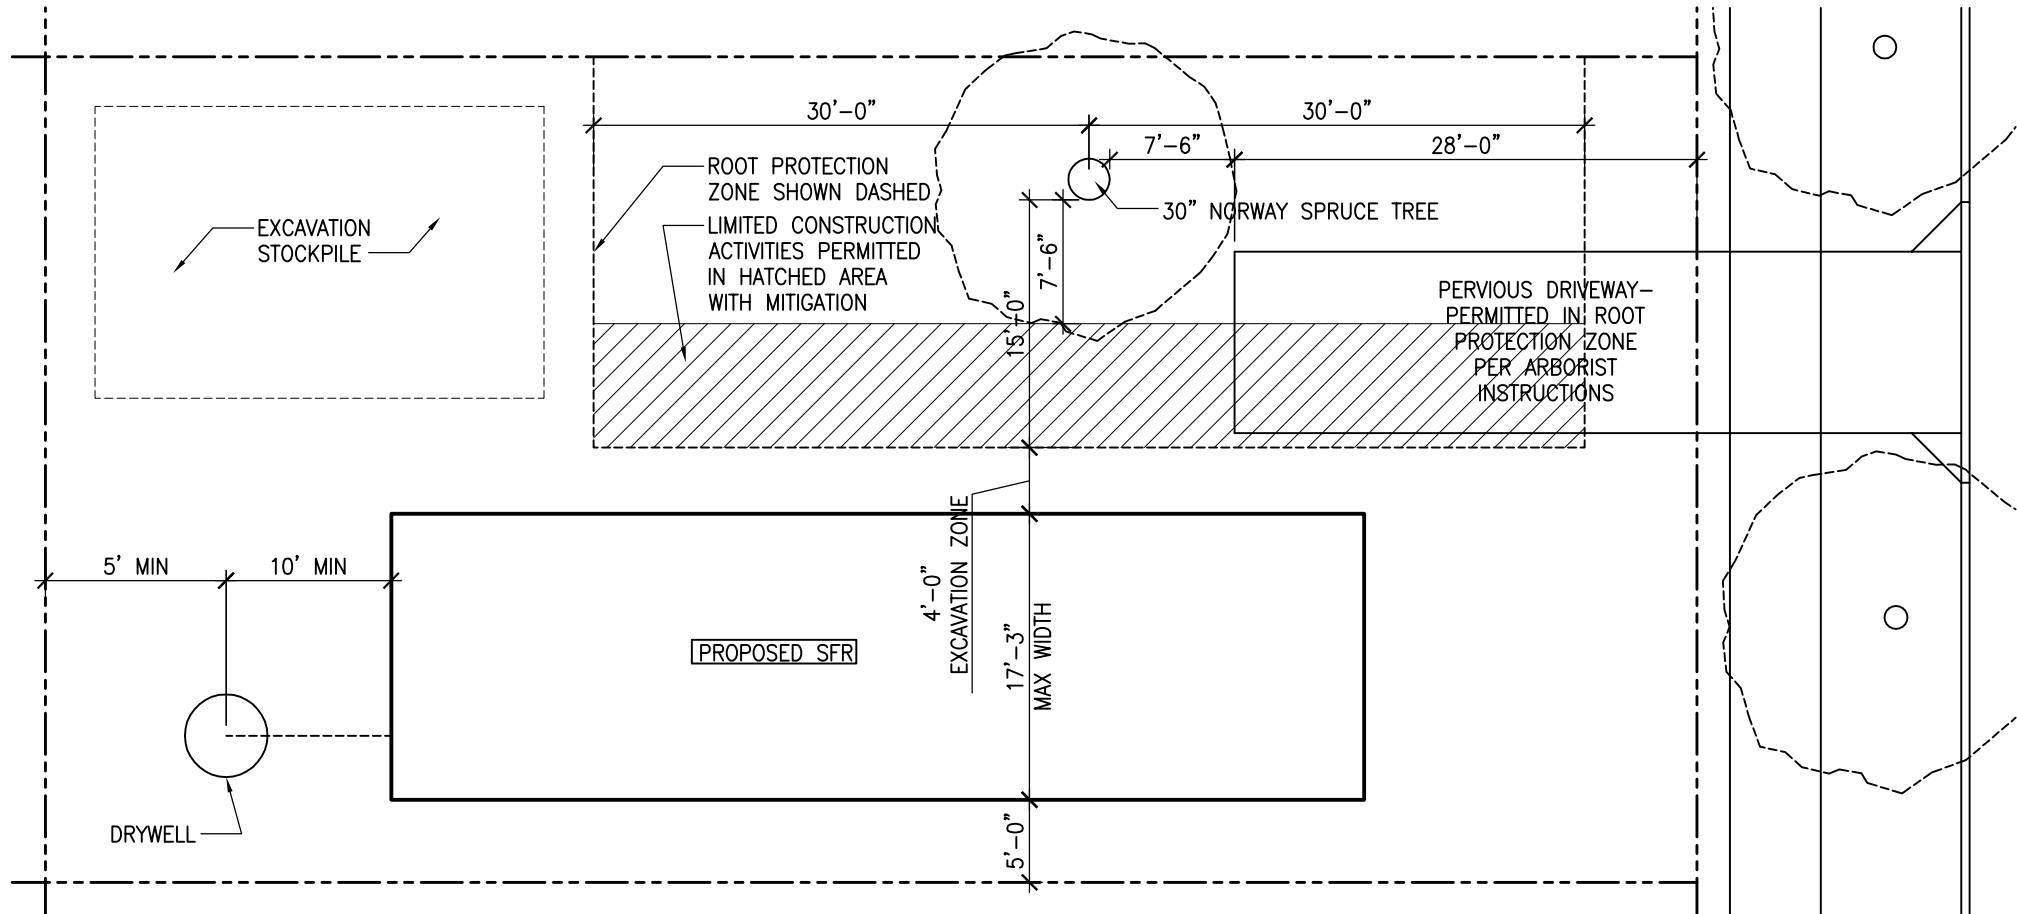 30'-0"
30'-0"
7'-6"
28'-0"
ROOT PROTECTION
ZONE SHOWN DASHED
LIMITED CONSTRUCTION
ACTIVITIES PERMITTED
IN HATCHED AREA
WITH MITIGATION
30" NORWAY SPRUCE TREE
EXCAVATION
STOCKPILE
7'-6"
15'-0"
PERVIOUS DRIVEWAY-
PERMITTED IN ROOT
PROTECTION ZONE
PER ARBORIST
INSTRUCTIONS
5' MIN
10' MIN
4'-0"
EXCAVATION ZONE
17'-3"
MAX WIDTH
PROPOSED SFR
DRYWELL
5'-0"